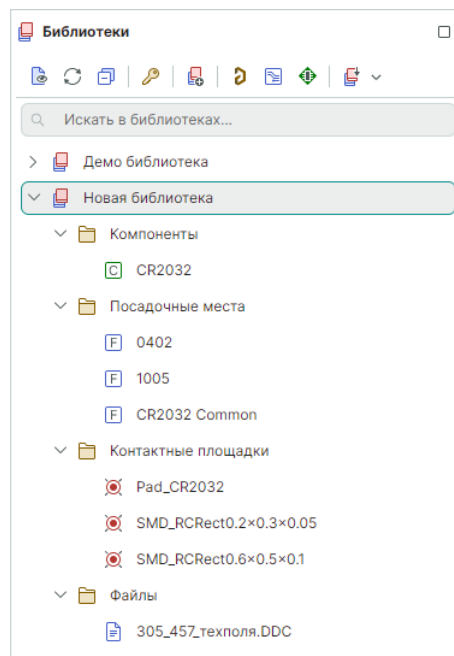 Библиотеки
Искать в библиотеках...
Демо библиотека
Новая библиотека
Компоненты
C CR2032
Посадочные места
F 0402
F 1005
F CR2032 Common
Контактные площадки
Pad_CR2032
SMD_RCRect0.2×0.3×0.05
SMD_RCRect0.6×0.5×0.1
Файлы
305_457_техполя.DDC